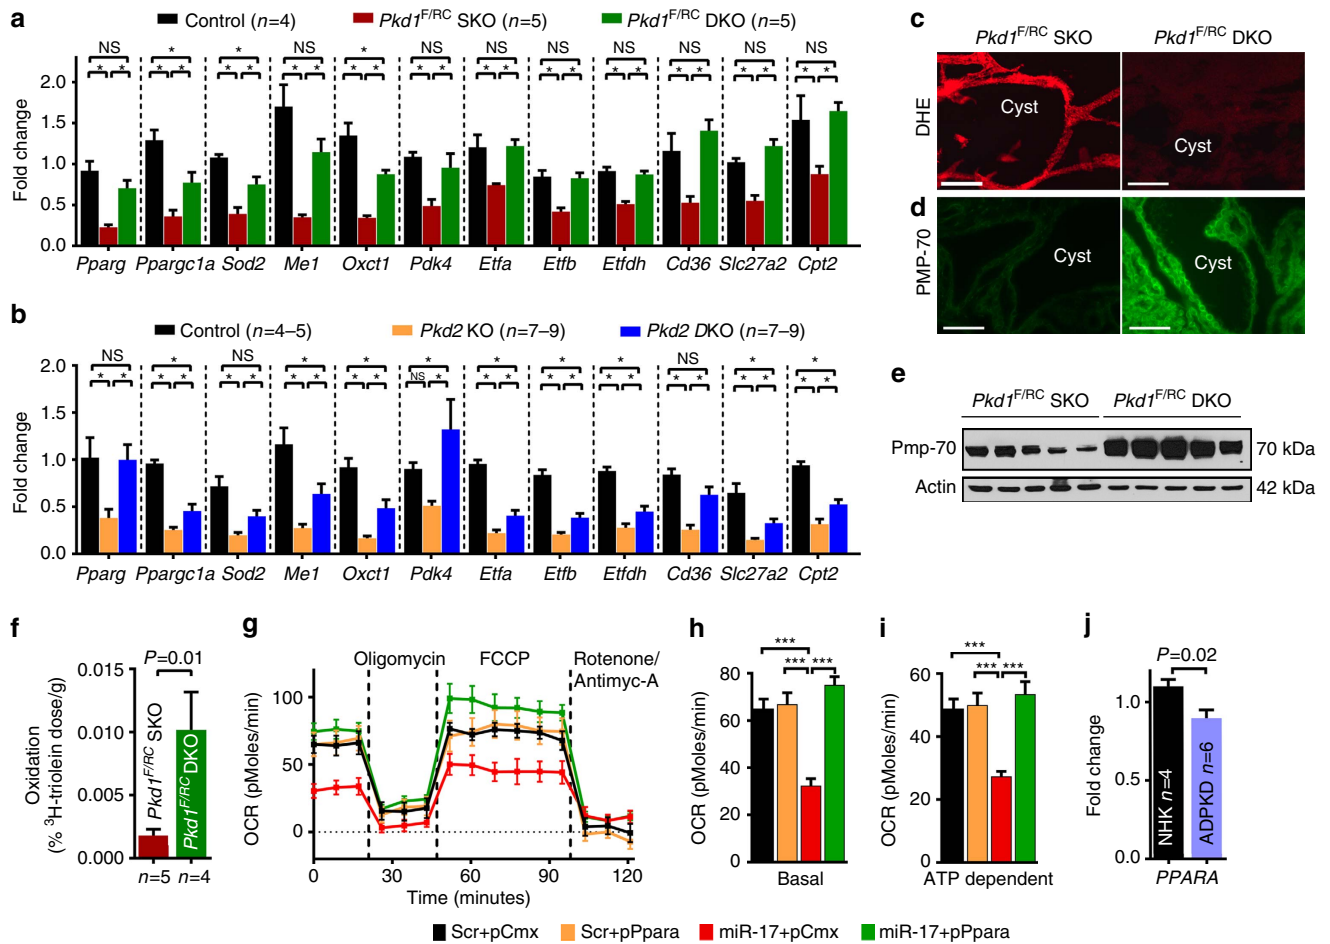 a
Control (n=4)
Pkd1F/RC SKO (n=5)
Pkd1F/RC DKO (n=5)
NS * * NS * NS NS NS NS NS NS NS
* * * * * * * * * * * * * * * * * * * * * * * *
Fold change
2.0
1.5
1.0
0.5
0.0
Pparg Ppargc1a Sod2 Me1 Oxct1 Pdk4 Etfa Etfb Etfdh Cd36 Slc27a2 Cpt2
b
Control (n=4–5)
Pkd2 KO (n=7–9)
Pkd2 DKO (n=7–9)
NS * NS * * * * * * NS * *
* * * * * * * * * * NS * * * * * * * * * * * * *
Fold change
2.0
1.5
1.0
0.5
0.0
Pparg Ppargc1a Sod2 Me1 Oxct1 Pdk4 Etfa Etfb Etfdh Cd36 Slc27a2 Cpt2
c
Pkd1F/RC SKO
Pkd1F/RC DKO
DHE
Cyst
Cyst
d
PMP-70
Cyst
Cyst
e
Pkd1F/RC SKO
Pkd1F/RC DKO
Pmp-70
70 kDa
Actin
42 kDa
f
P=0.01
Oxidation
(% 3H-triolein dose/g)
0.015
0.010
0.005
0.000
Pkd1F/RC SKO
Pkd1F/RC DKO
n=5 n=4
g
Oligomycin
FCCP
Rotenone/
Antimyc-A
OCR (pMoles/min)
100
50
0
0 30 60 90 120
Time (minutes)
h
***
*** ***
OCR (pMoles/min)
80
60
40
20
0
Basal
i
***
*** ***
OCR (pMoles/min)
60
40
20
0
ATP dependent
j
P=0.02
Fold change
1.0
0.5
0.0
NHK n=4
ADPKD n=6
PPARA
Scr+pCmx
Scr+pPpara
miR-17+pCmx
miR-17+pPpara